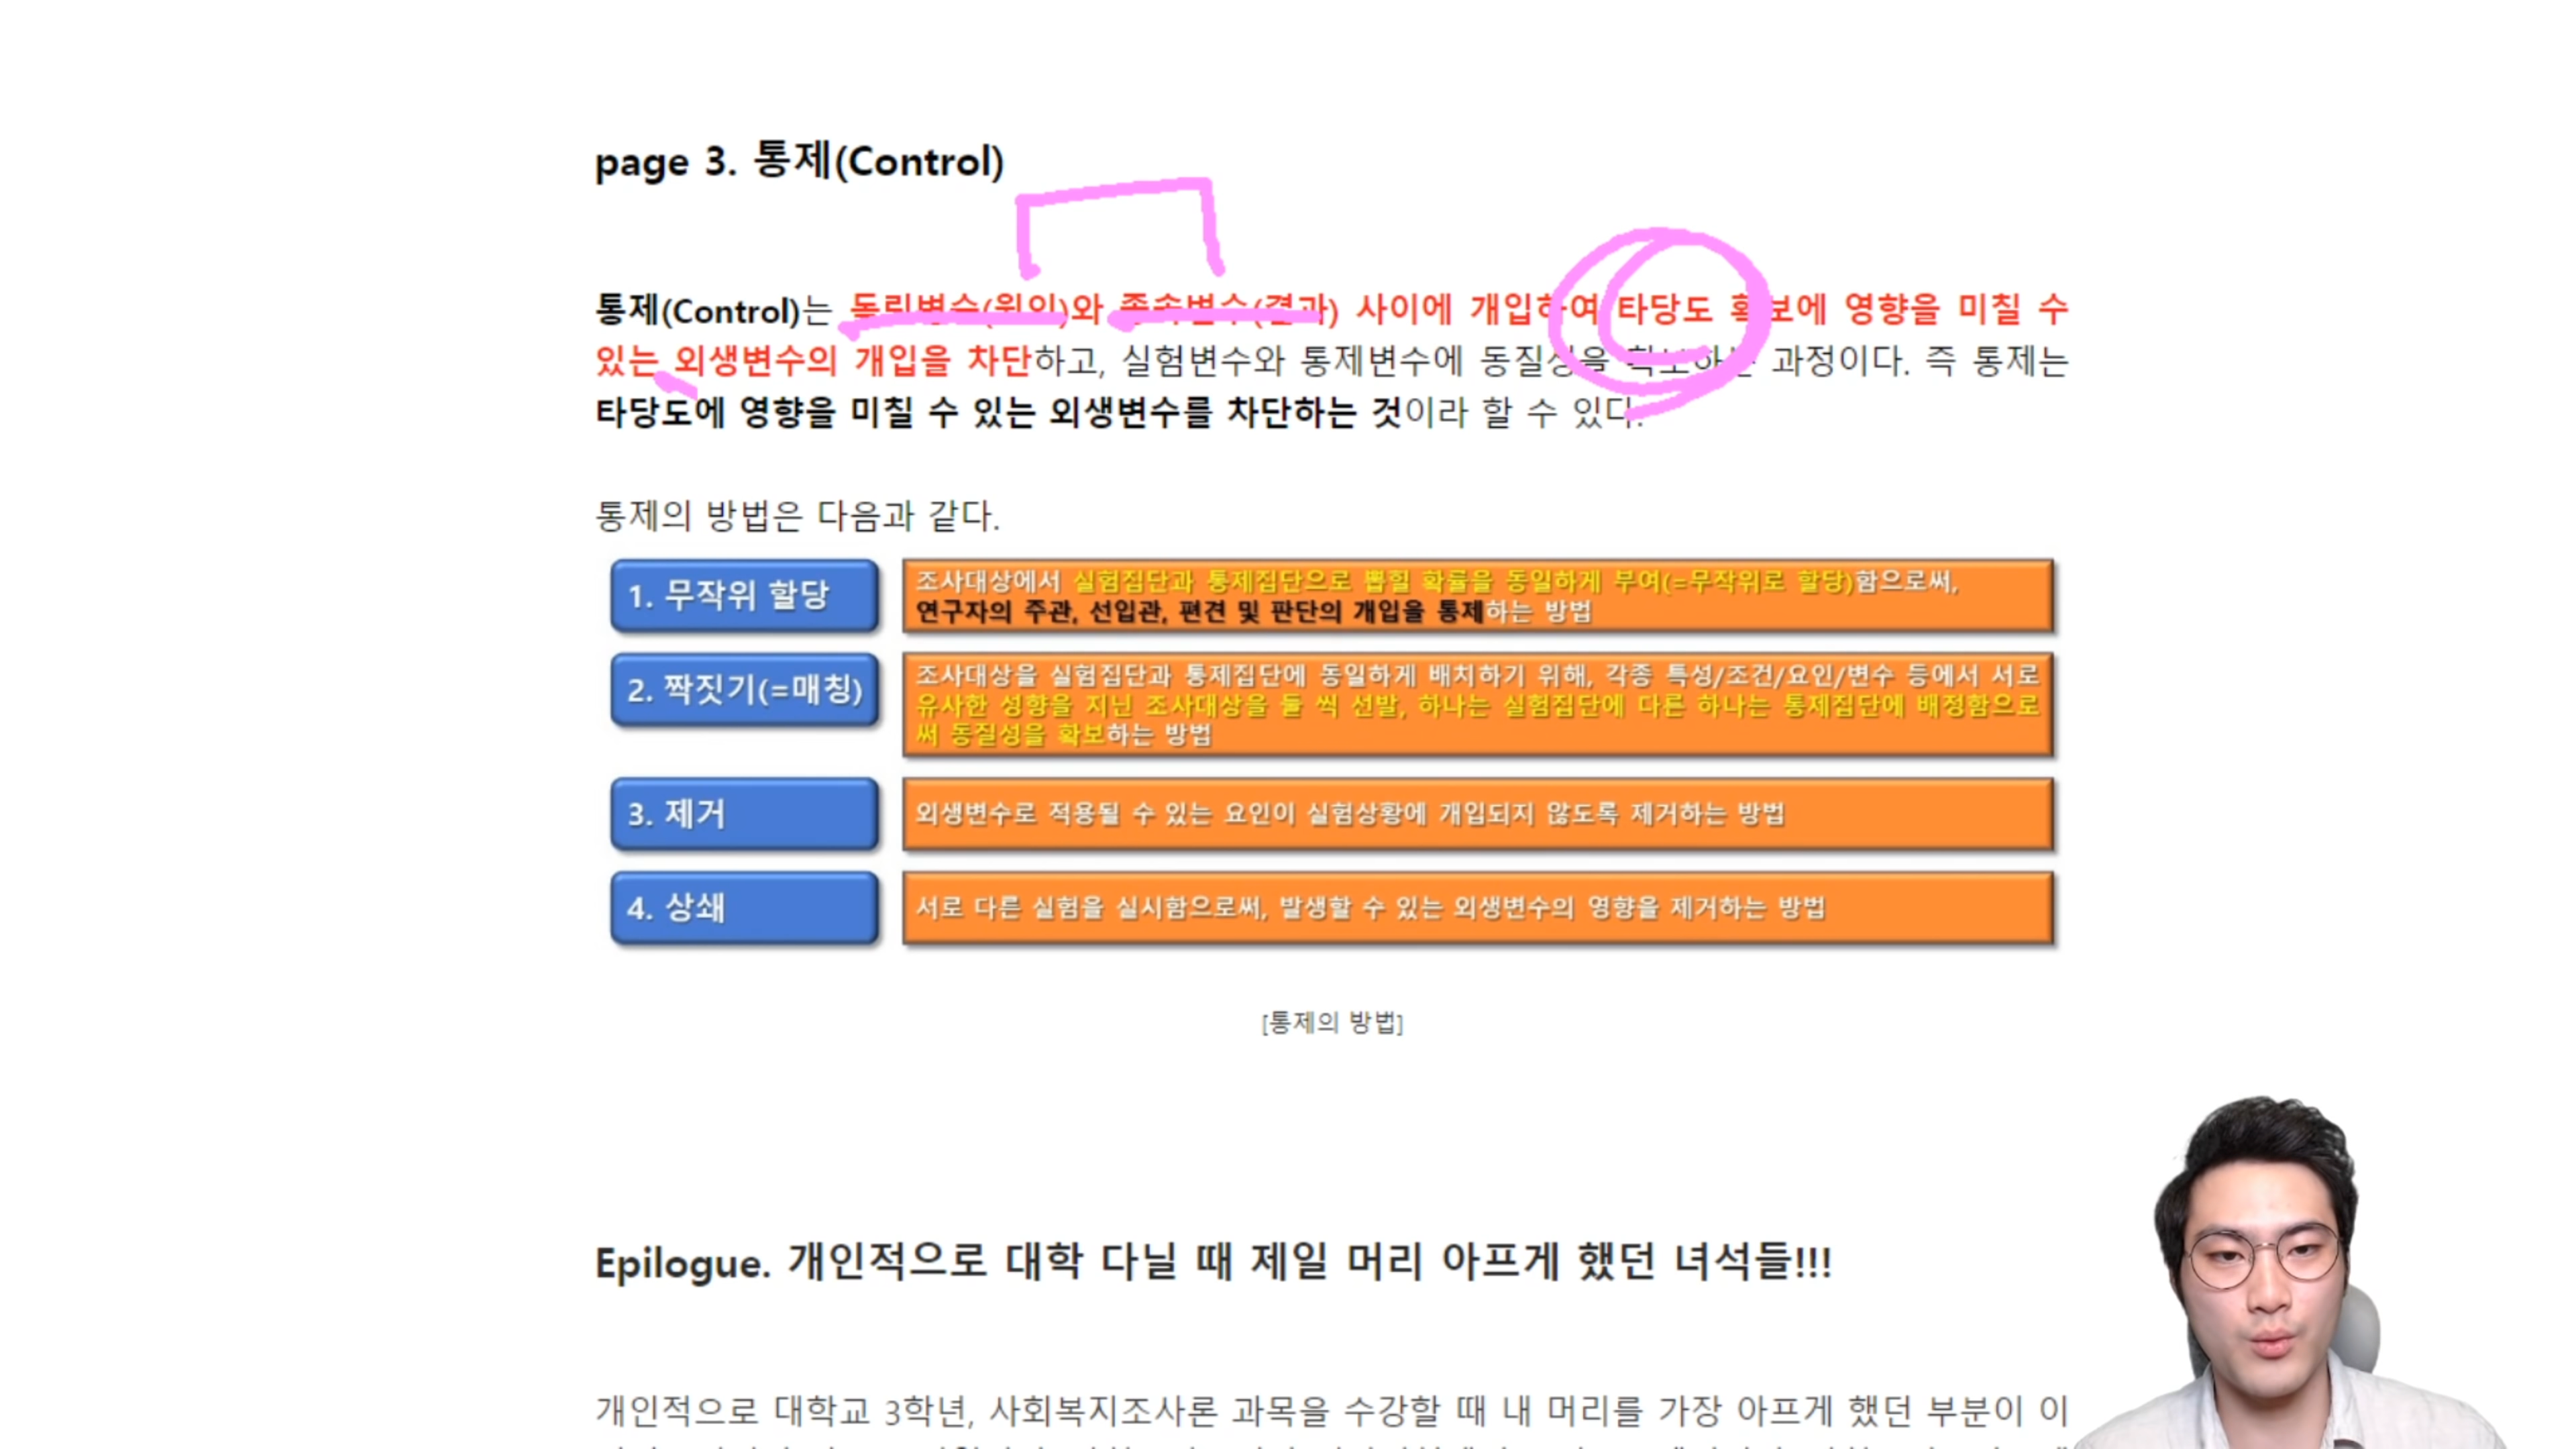 page 3. 통제(Control)
통제(Control)는 독립변수(원인)와 종속변수(결과) 사이에 개입하여 타당도 확보에 영향을 미칠 수
있는 외생변수의 개입을 차단하고, 실험변수와 통제변수에 동질성을 확보하는 과정이다. 즉 통제는
타당도에 영향을 미칠 수 있는 외생변수를 차단하는 것이라 할 수 있다.
통제의 방법은 다음과 같다.
1. 무작위 할당
조사대상에서 실험집단과 통제집단으로 뽑힐 확률을 동일하게 부여(=무작위로 할당)함으로써,
연구자의 주관, 선입관, 편견 및 판단의 개입을 통제하는 방법
2. 짝짓기(=매칭)
조사대상을 실험집단과 통제집단에 동일하게 배치하기 위해, 각종 특성/조건/요인/변수 등에서 서로
유사한 성향을 지닌 조사대상을 둘 씩 선발, 하나는 실험집단에 다른 하나는 통제집단에 배정함으로
써 동질성을 확보하는 방법
3. 제거
외생변수로 적용될 수 있는 요인이 실험상황에 개입되지 않도록 제거하는 방법
4. 상쇄
서로 다른 실험을 실시함으로써, 발생할 수 있는 외생변수의 영향을 제거하는 방법
[통제의 방법]
Epilogue. 개인적으로 대학 다닐 때 제일 머리 아프게 했던 녀석들!!!
개인적으로 대학교 3학년, 사회복지조사론 과목을 수강할 때 내 머리를 가장 아프게 했던 부분이 이